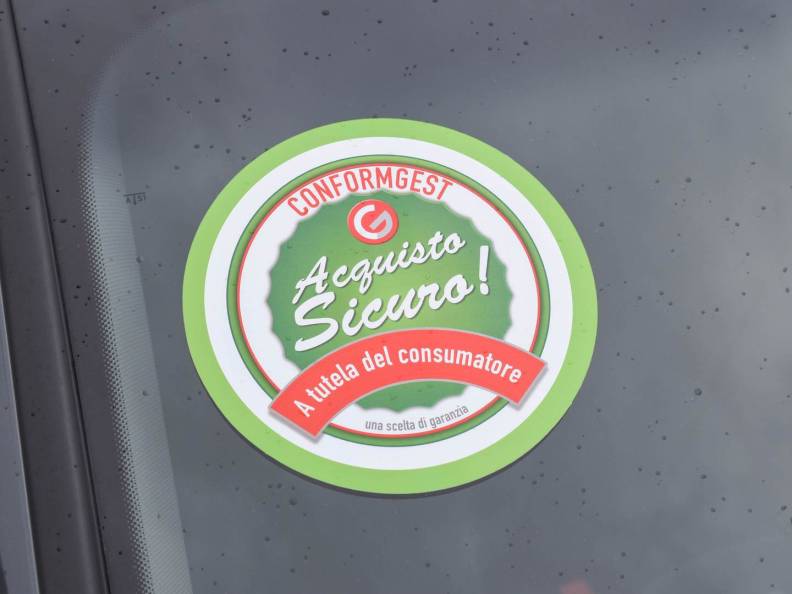 CONFORMGEST
Acquisto
Sicuro!
A tutela del consumatore
una scelta di garanzia